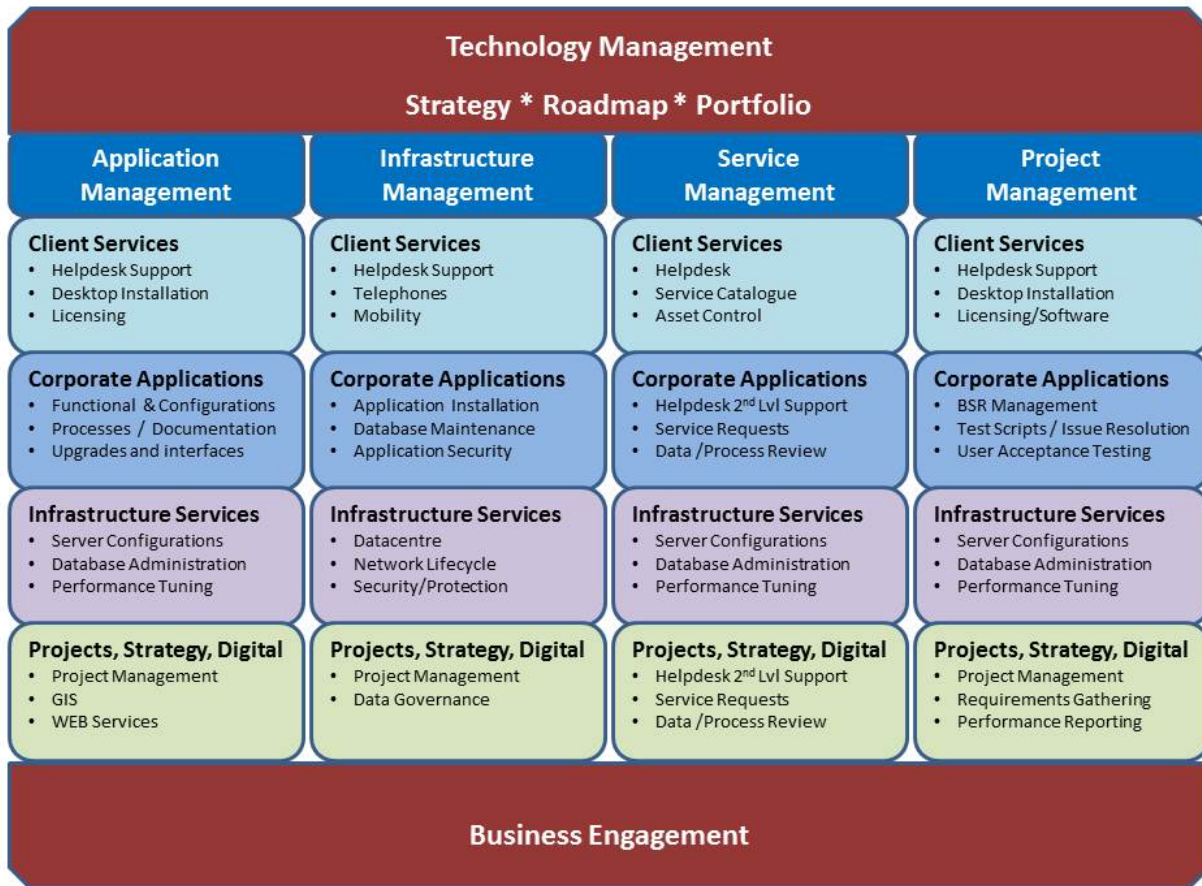 Technology Management
Strategy * Roadmap * Portfolio
Application
Management
Infrastructure
Management
Service
Management
Project
Management
Client Services
• Helpdesk Support
• Desktop Installation
• Licensing
Client Services
• Helpdesk Support
• Telephones
• Mobility
Client Services
• Helpdesk
• Service Catalogue
• Asset Control
Client Services
• Helpdesk Support
• Desktop Installation
• Licensing/Software
Corporate Applications
• Functional & Configurations
• Processes / Documentation
• Upgrades and interfaces
Corporate Applications
• Application Installation
• Database Maintenance
• Application Security
Corporate Applications
• Helpdesk 2nd Lvl Support
• Service Requests
• Data /Process Review
Corporate Applications
• BSR Management
• Test Scripts / Issue Resolution
• User Acceptance Testing
Infrastructure Services
• Server Configurations
• Database Administration
• Performance Tuning
Infrastructure Services
• Datacentre
• Network Lifecycle
• Security/Protection
Infrastructure Services
• Server Configurations
• Database Administration
• Performance Tuning
Infrastructure Services
• Server Configurations
• Database Administration
• Performance Tuning
Projects, Strategy, Digital
• Project Management
• GIS
• WEB Services
Projects, Strategy, Digital
• Project Management
• Data Governance
Projects, Strategy, Digital
• Helpdesk 2nd Lvl Support
• Service Requests
• Data /Process Review
Projects, Strategy, Digital
• Project Management
• Requirements Gathering
• Performance Reporting
Business Engagement